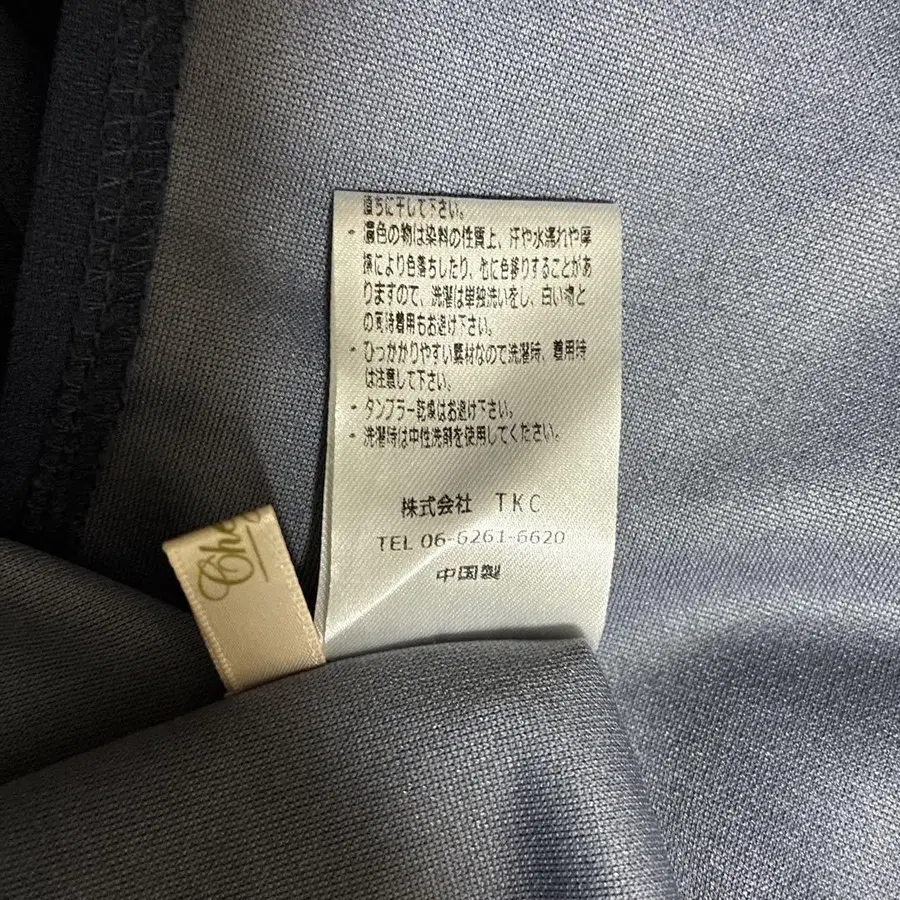 直ちに干して下さい。
・濃色の物は染料の性質上、汗や水濡れや摩
擦により色落ちしたり、他に色移りすることがあ
りますので、洗濯は単独洗いをし、白い物と
の同時着用もお避け下さい。
・ひっかかりやすい素材なので洗濯時、着用時
は注意して下さい。
・タンブラー乾燥はお避け下さい。
・洗濯時は中性洗剤を使用してください。
株式会社 TKC
TEL 06-6261-6620
中国製
Che